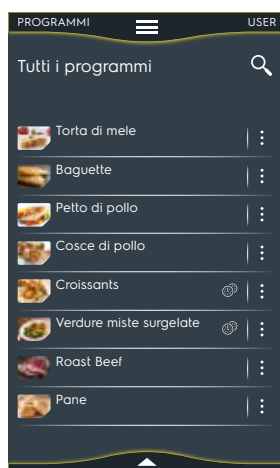 PROGRAMMI USER
Tutti i programmi
Torta di mele
Baguette
Petto di pollo
Cosce di pollo
Croissants
Verdure miste surgelate
Roast Beef
Pane